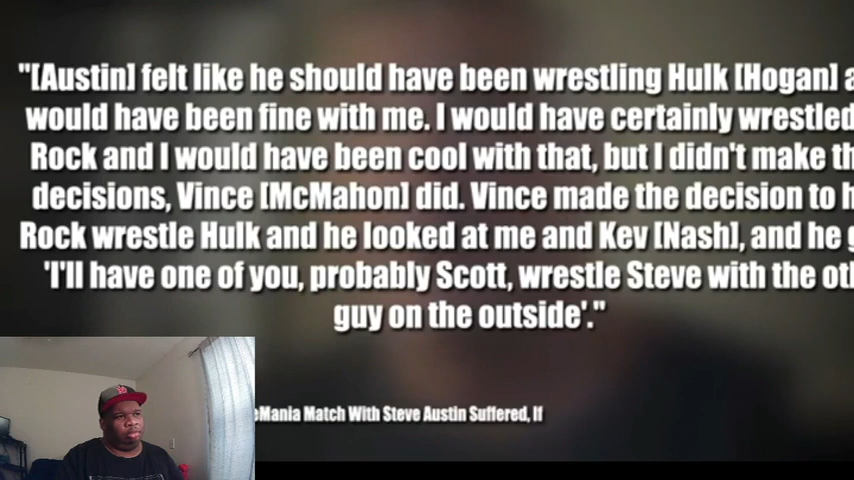 "[Austin] felt like he should have been wrestling Hulk [Hogan] a
would have been fine with me. I would have certainly wrestled
Rock and I would have been cool with that, but I didn't make th
decisions, Vince [McMahon] did. Vince made the decision to h
Rock wrestle Hulk and he looked at me and Kev [Nash], and he g
'I'll have one of you, probably Scott, wrestle Steve with the oth
guy on the outside'."
eMania Match With Steve Austin Suffered, If